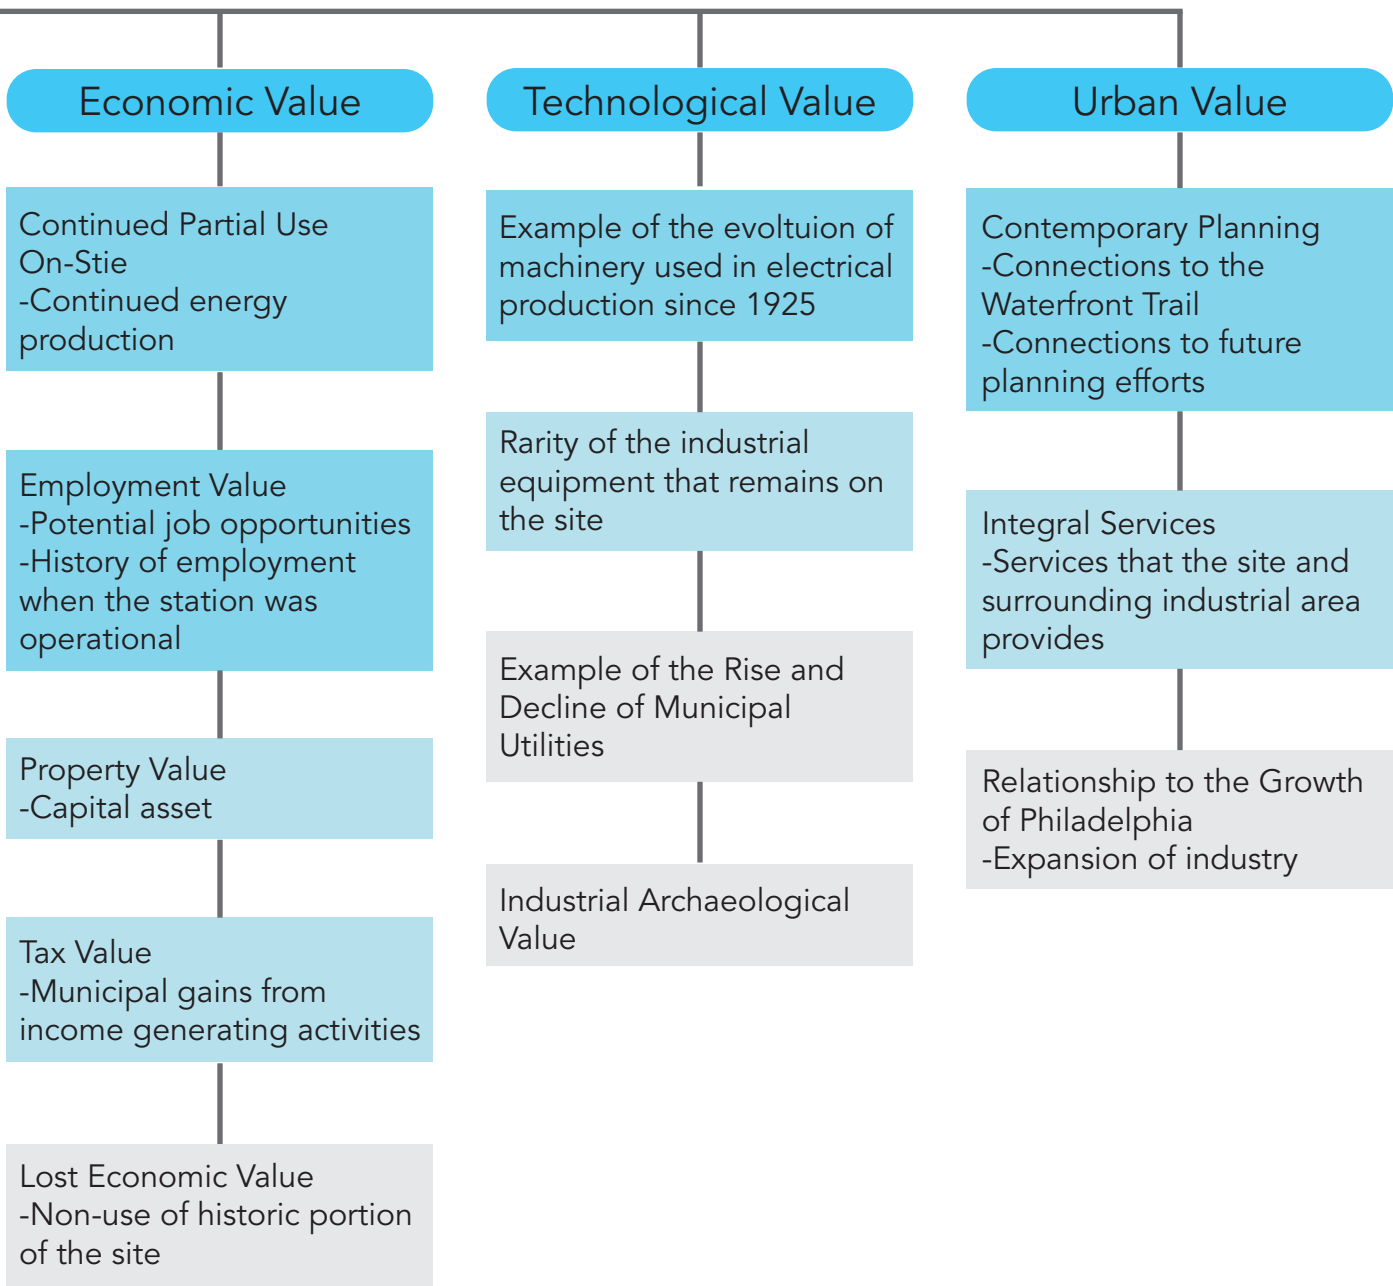 Economic Value
Continued Partial Use
On-Stie
-Continued energy
production
Employment Value
-Potential job opportunities
-History of employment
when the station was
operational
Property Value
-Capital asset
Tax Value
-Municipal gains from
income generating activities
Lost Economic Value
-Non-use of historic portion
of the site
Technological Value
Example of the evoltuion of
machinery used in electrical
production since 1925
Rarity of the industrial
equipment that remains on
the site
Example of the Rise and
Decline of Municipal
Utilities
Industrial Archaeological
Value
Urban Value
Contemporary Planning
-Connections to the
Waterfront Trail
-Connections to future
planning efforts
Integral Services
-Services that the site and
surrounding industrial area
provides
Relationship to the Growth
of Philadelphia
-Expansion of industry